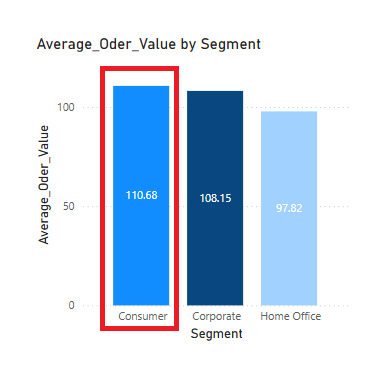 Average_Oder_Value by Segment
Average_Oder_Value
100
50
0
110.68
108.15
97.82
Consumer
Corporate
Home Office
Segment